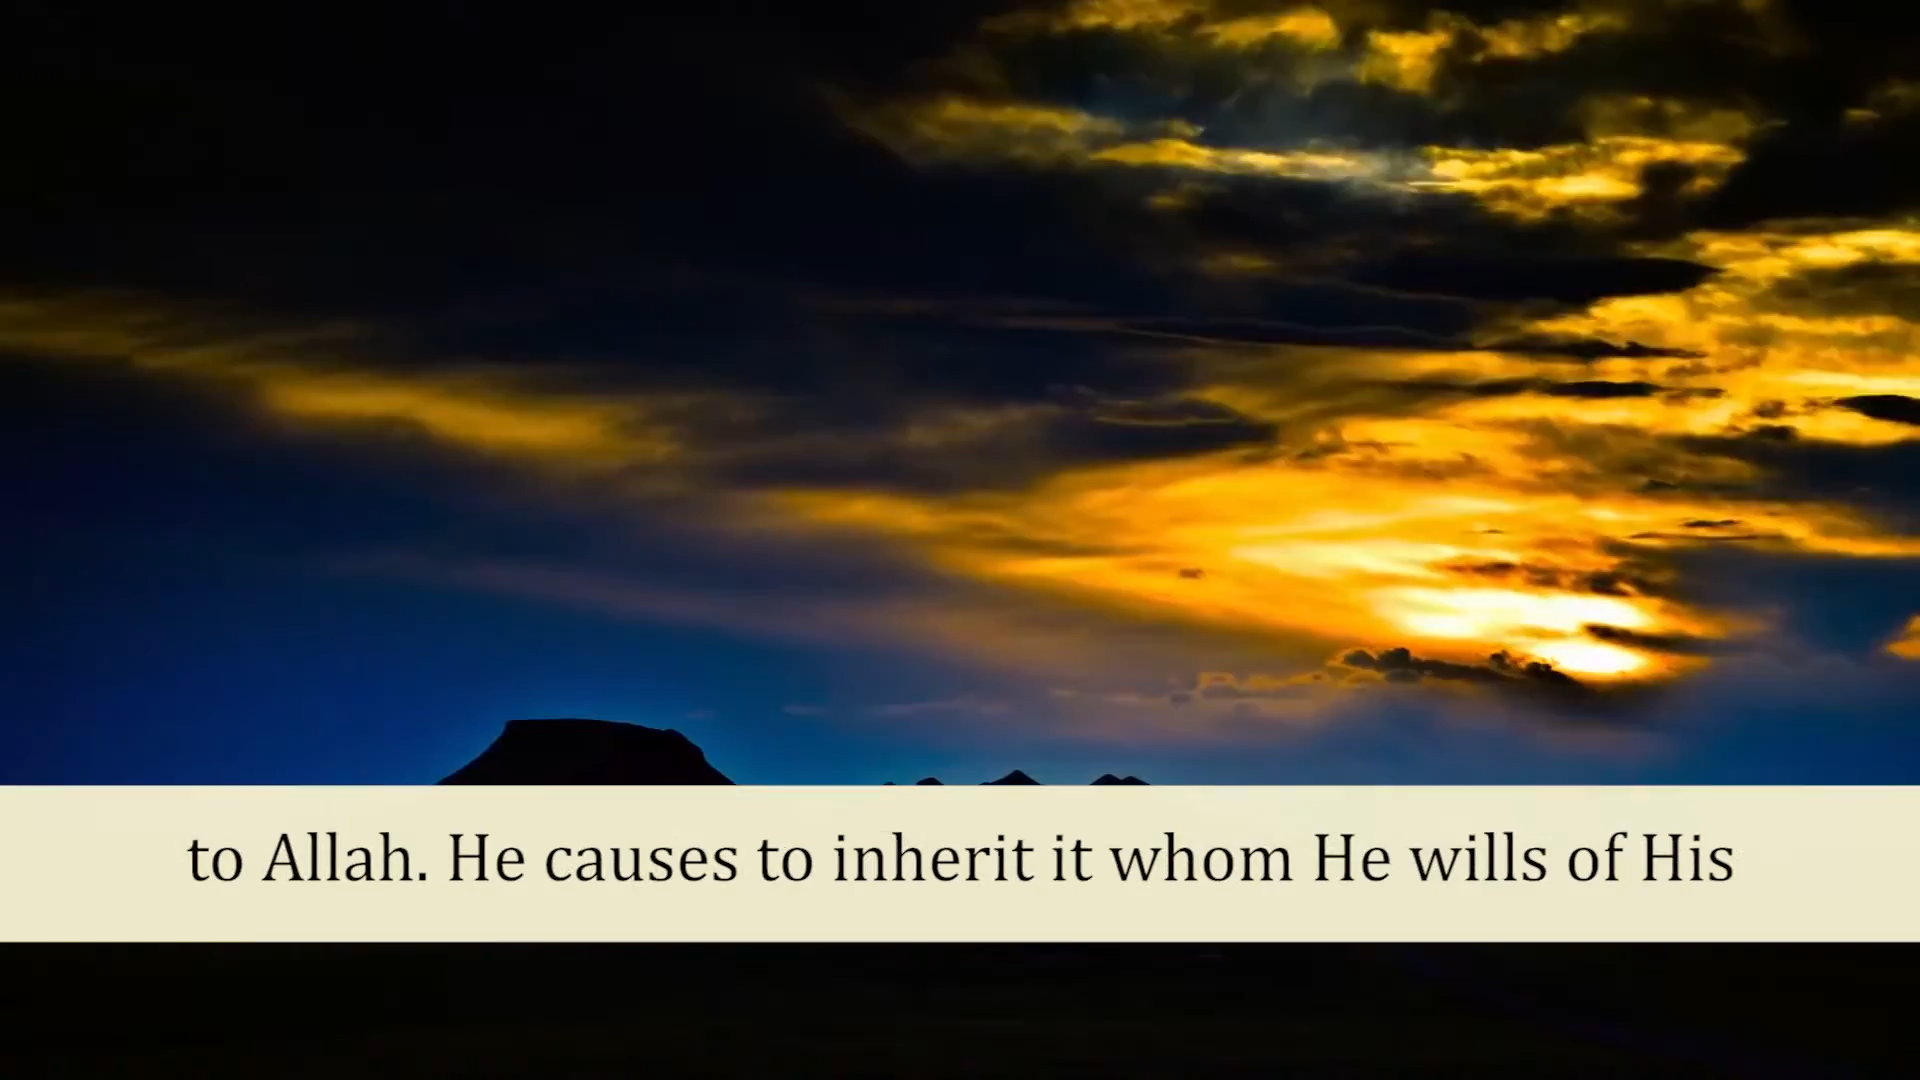 to Allah. He causes to inherit it whom He wills of His